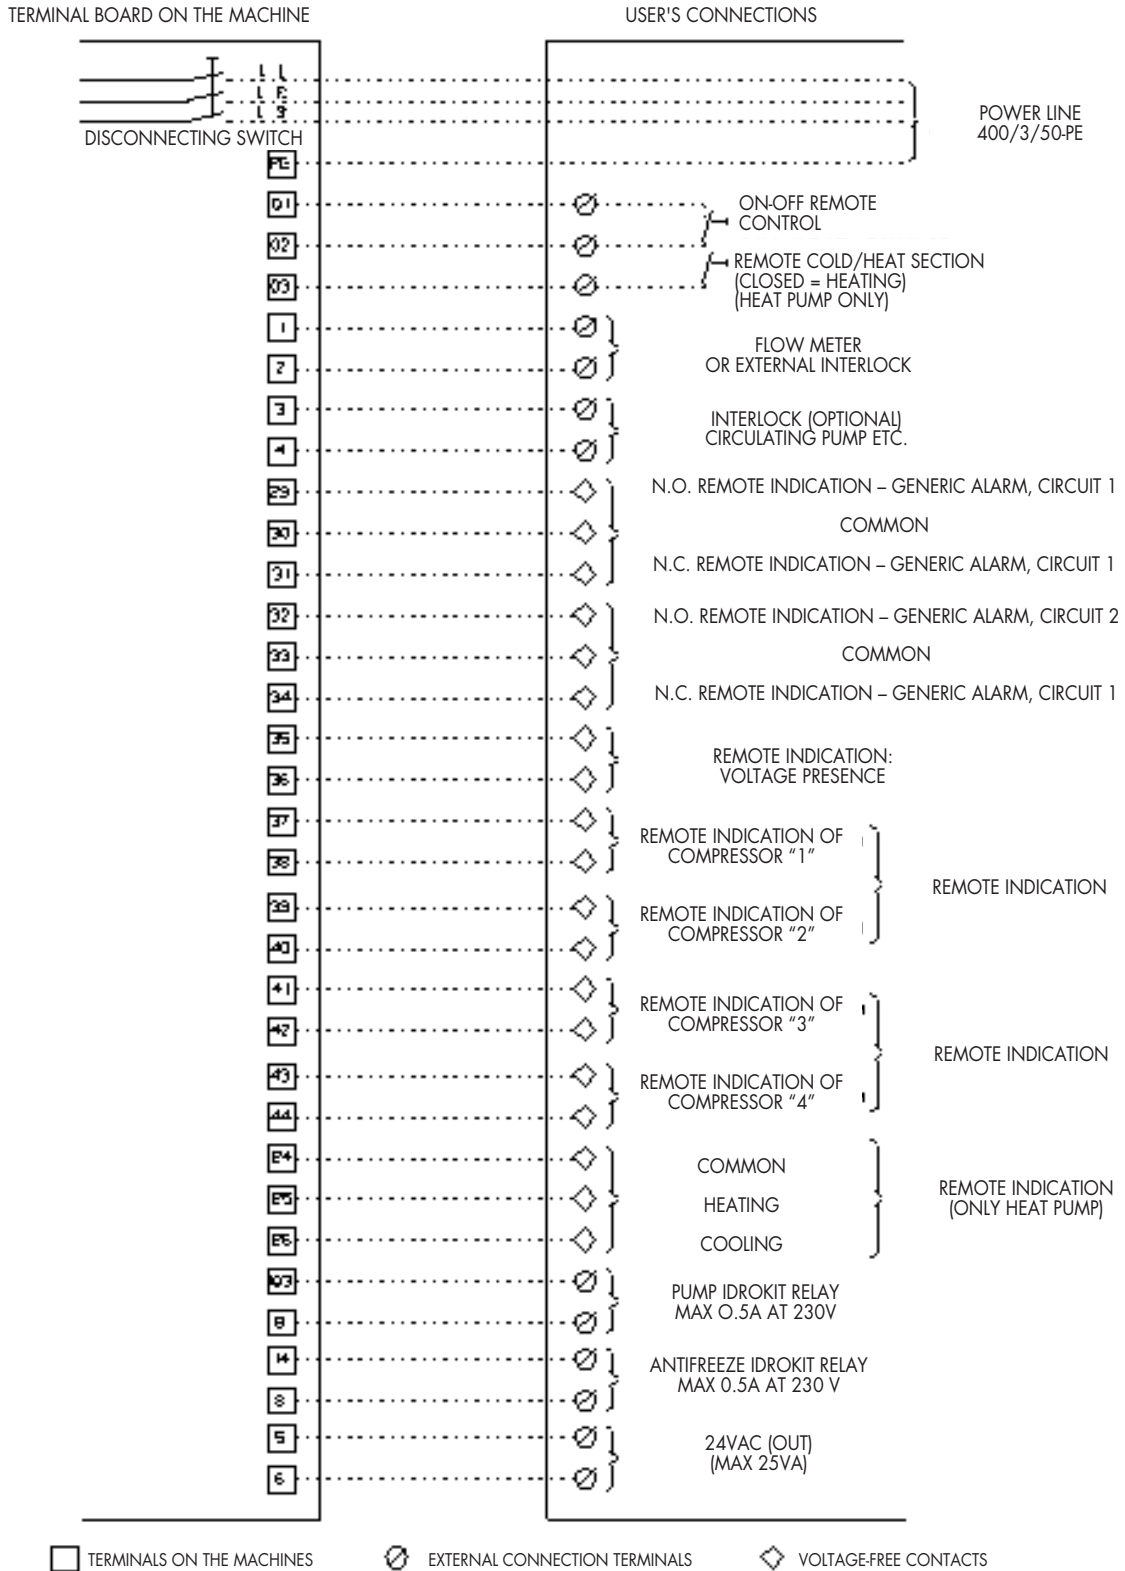 TERMINAL BOARD ON THE MACHINE
USER'S CONNECTIONS
L L
L
L 3
DISCONNECTING SWITCH
POWER LINE
400/3/50-PE
PE
01
ON-OFF REMOTE
CONTROL
02
REMOTE COLD/HEAT SECTION
(CLOSED = HEATING)
(HEAT PUMP ONLY)
03
1
FLOW METER
OR EXTERNAL INTERLOCK
2
3
INTERLOCK (OPTIONAL)
CIRCULATING PUMP ETC.
4
29
N.O. REMOTE INDICATION – GENERIC ALARM, CIRCUIT 1
30
COMMON
31
N.C. REMOTE INDICATION – GENERIC ALARM, CIRCUIT 1
32
N.O. REMOTE INDICATION – GENERIC ALARM, CIRCUIT 2
33
COMMON
34
N.C. REMOTE INDICATION – GENERIC ALARM, CIRCUIT 1
35
REMOTE INDICATION:
VOLTAGE PRESENCE
36
37
REMOTE INDICATION OF
COMPRESSOR “1”
38
REMOTE INDICATION
39
REMOTE INDICATION OF
COMPRESSOR “2”
40
41
REMOTE INDICATION OF
COMPRESSOR “3”
42
REMOTE INDICATION
43
REMOTE INDICATION OF
COMPRESSOR “4”
44
E4
COMMON
E5
HEATING
REMOTE INDICATION
(ONLY HEAT PUMP)
E6
COOLING
103
PUMP IDROKIT RELAY
MAX O.5A AT 230V
8
14
ANTIFREEZE IDROKIT RELAY
MAX 0.5A AT 230 V
8
5
24VAC (OUT)
(MAX 25VA)
6
TERMINALS ON THE MACHINES
EXTERNAL CONNECTION TERMINALS
VOLTAGE-FREE CONTACTS